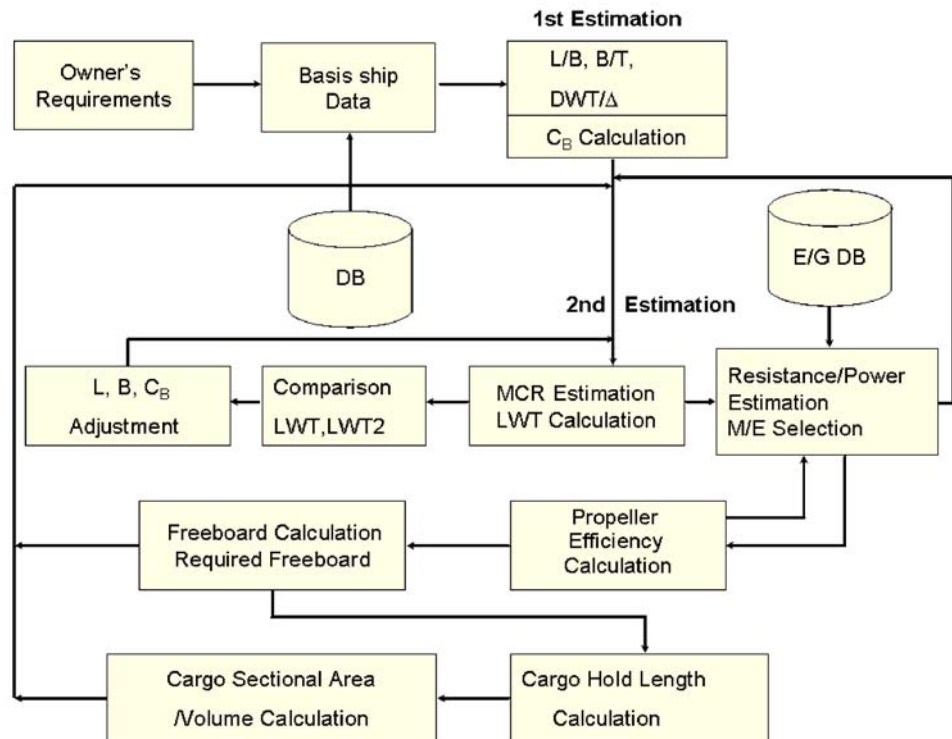 1st Estimation
Owner's
Requirements
Basis ship
Data
L/B, B/T,
DWT/Δ
C_B Calculation
DB
E/G DB
2nd Estimation
L, B, C_B
Adjustment
Comparison
LWT,LWT2
MCR Estimation
LWT Calculation
Resistance/Power
Estimation
M/E Selection
Freeboard Calculation
Required Freeboard
Propeller
Efficiency
Calculation
Cargo Sectional Area
/Volume Calculation
Cargo Hold Length
Calculation